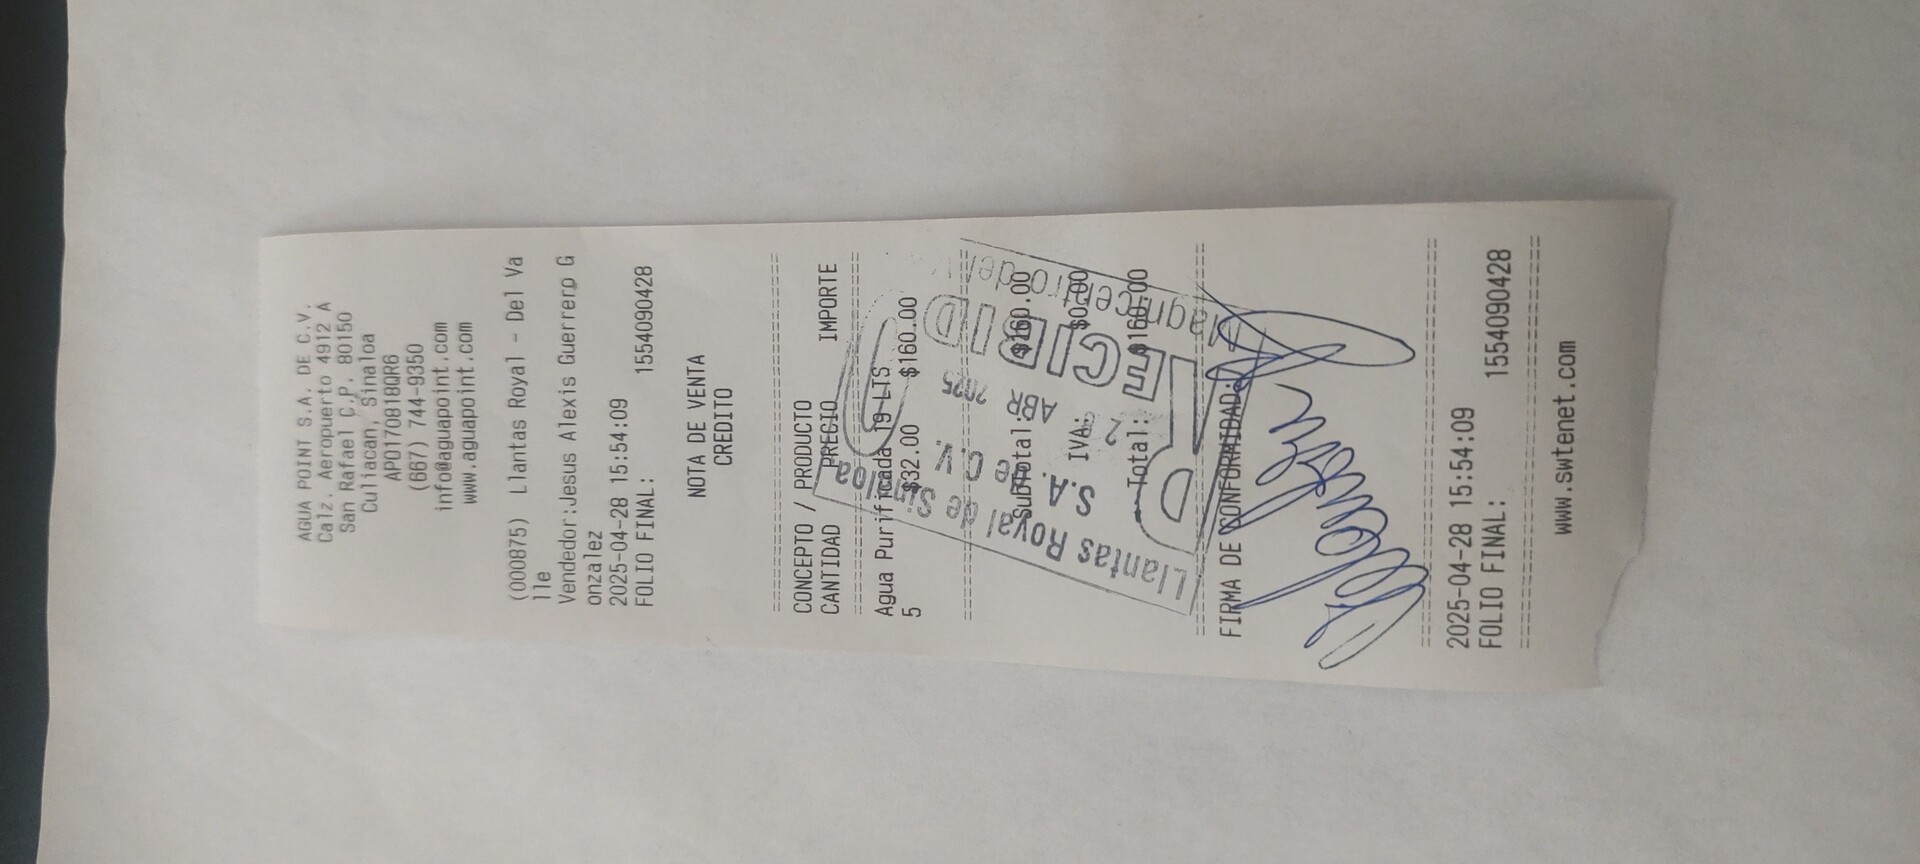 AGUA POINT S.A. DE C.V.
Calz. Aeropuerto 4912 A
San Rafael C.P. 80150
Culiacan, Sinaloa
APO170818QR6
(667) 744-9350
info@aguapoint.com
www.aguapoint.com
(000875) Llantas Royal - Del Va
lle
Vendedor:Jesus Alexis Guerrero G
onzalez
2025-04-28 15:54:09
FOLIO FINAL: 1554090428
NOTA DE VENTA
CREDITO
CONCEPTO / PRODUCTO
CANTIDAD PRECIO IMPORTE
Agua Purificada 19 LTS
5 $32.00 $160.00
Subtotal: $160.00
IVA: $0.00
Total: $160.00
Llantas Royal de Sinaloa
S.A. de C.V.
ABR 2025
RECIBID
Magnicentro del
FIRMA DE CONFORMIDAD:
2025-04-28 15:54:09
FOLIO FINAL: 1554090428
www.swtenet.com